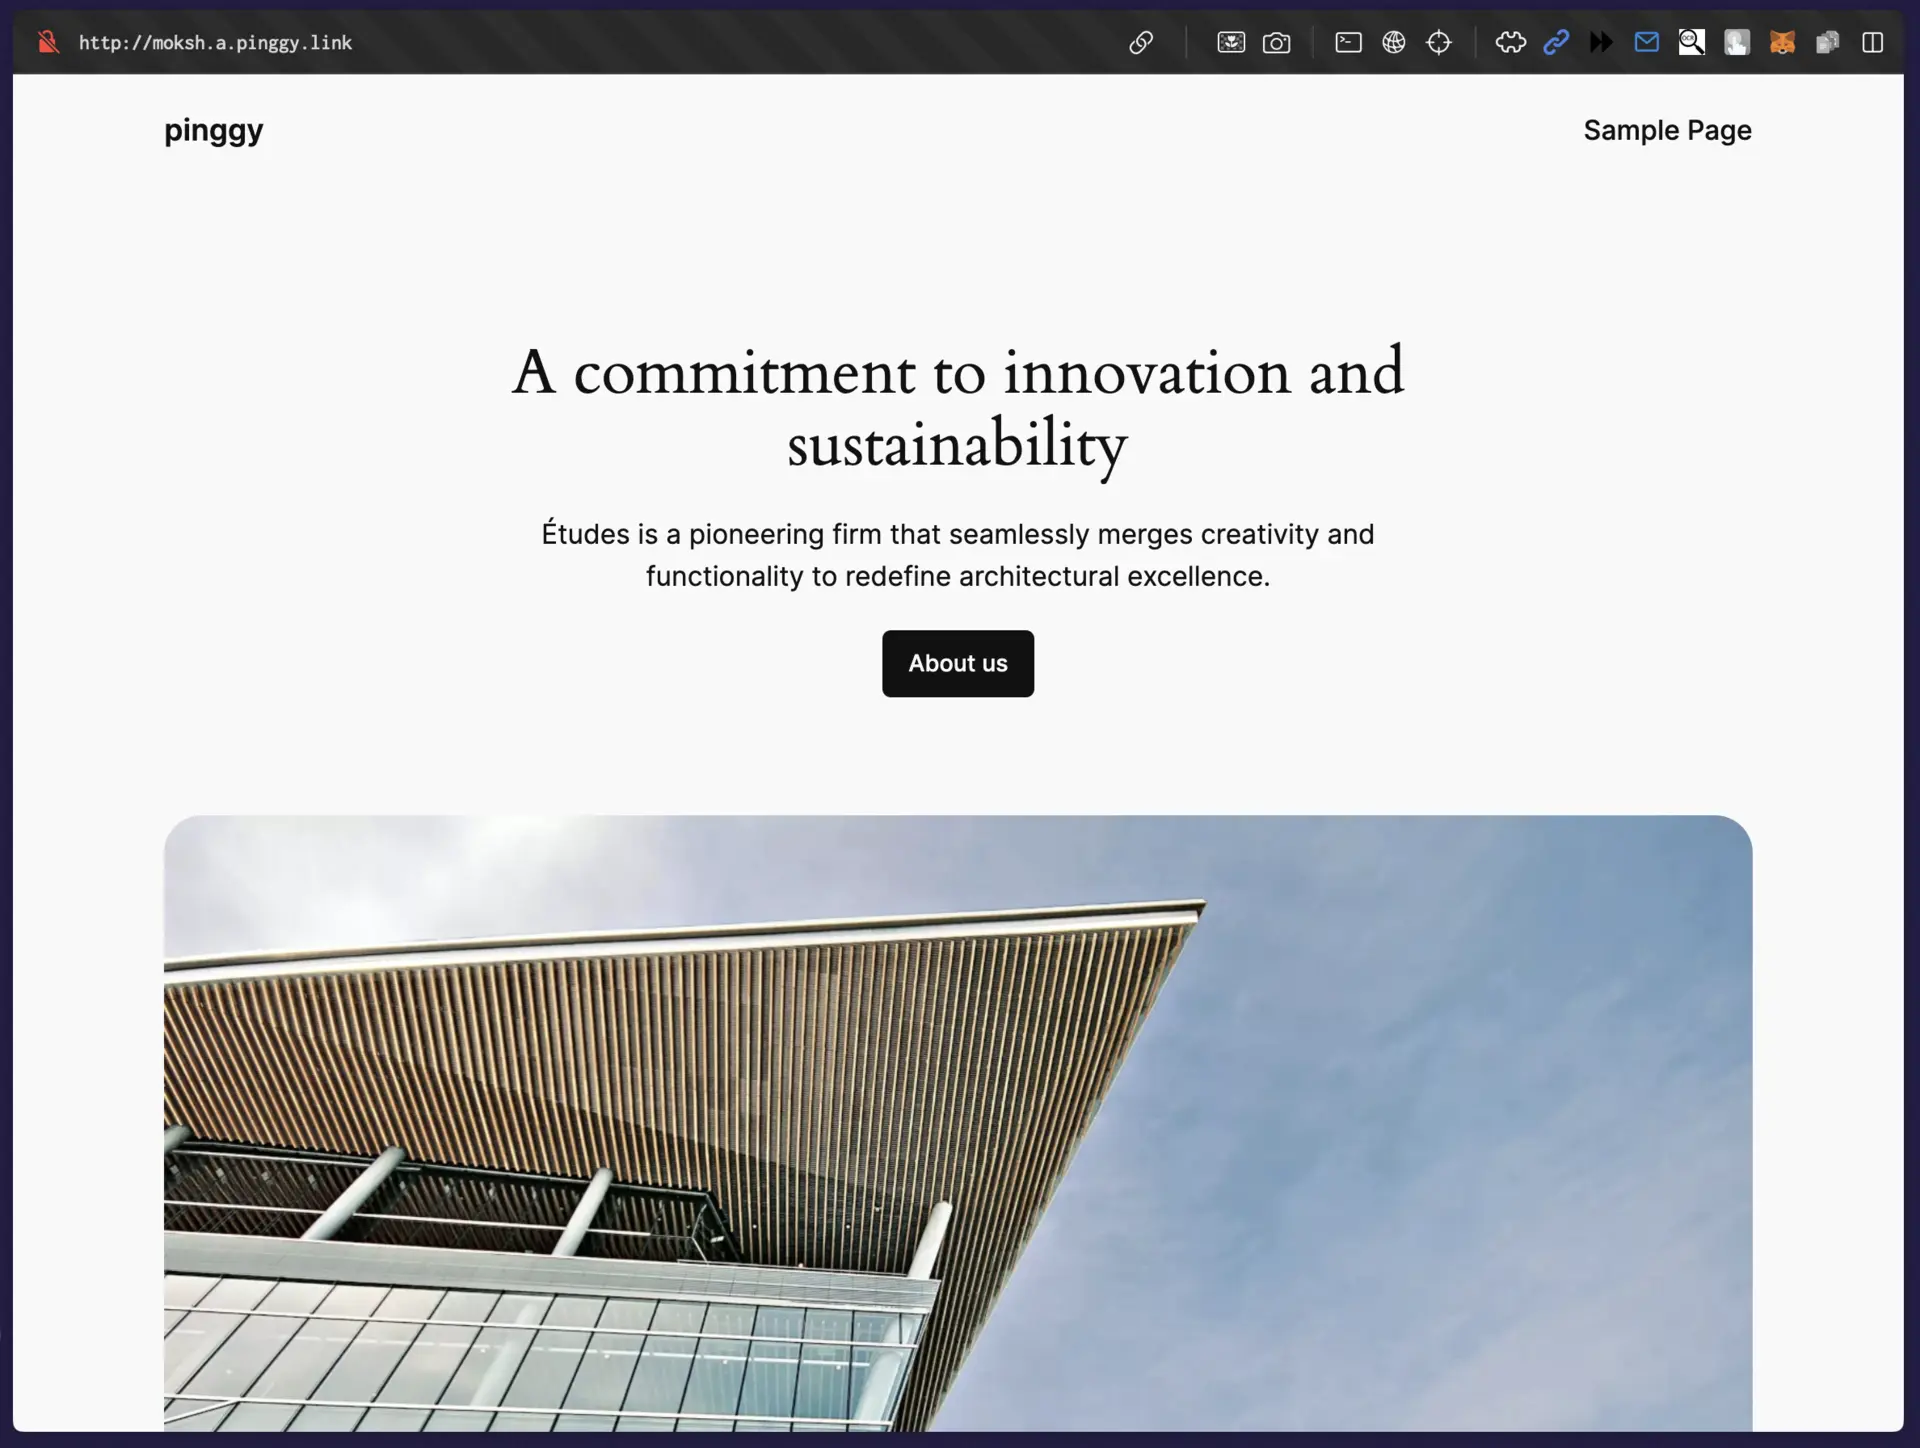 http://moksh.a.pinggy.link
pinggy
Sample Page
A commitment to innovation and
sustainability
Études is a pioneering firm that seamlessly merges creativity and
functionality to redefine architectural excellence.
About us